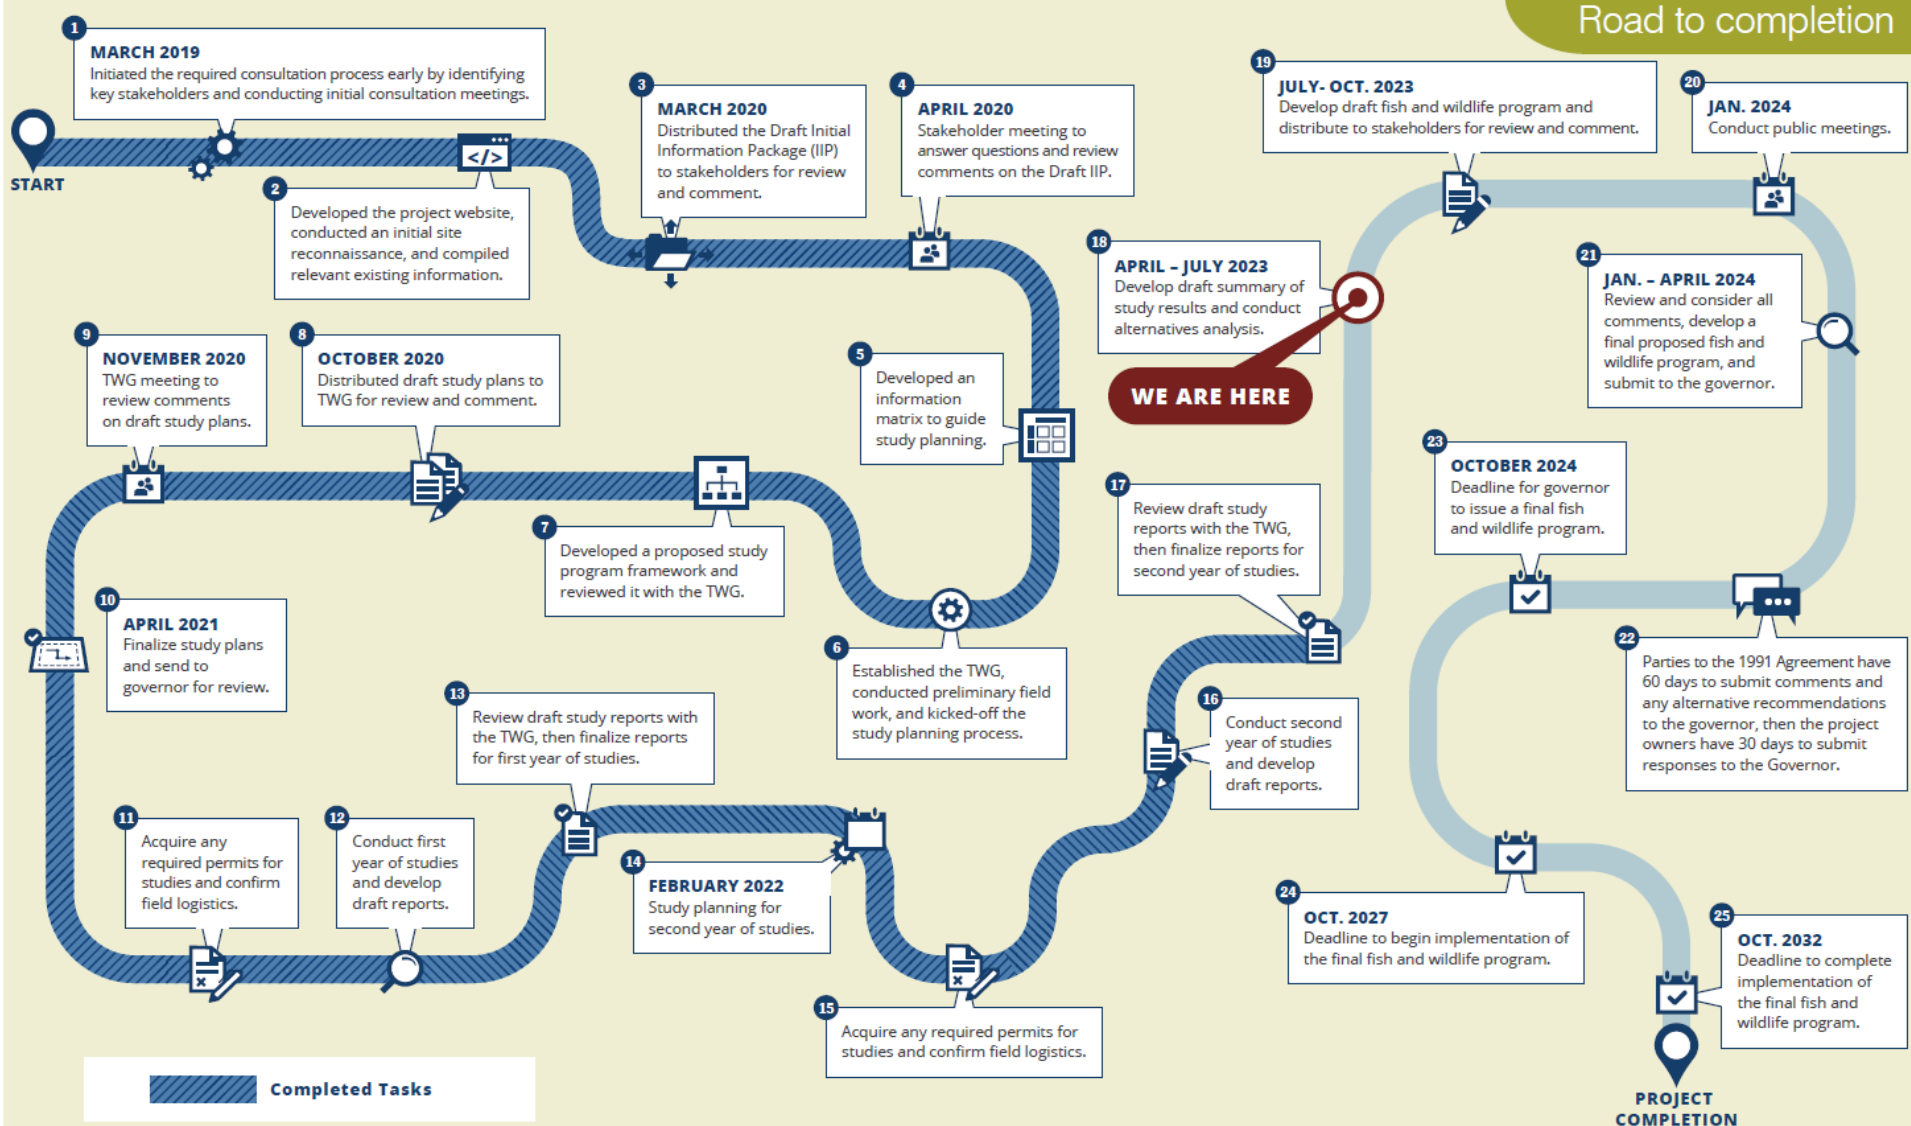 Road to completion
START
1
MARCH 2019
Initiated the required consultation process early by identifying
key stakeholders and conducting initial consultation meetings.
</>
2
Developed the project website,
conducted an initial site
reconnaissance, and compiled
relevant existing information.
3
MARCH 2020
Distributed the Draft Initial
Information Package (IIP)
to stakeholders for review
and comment.
4
APRIL 2020
Stakeholder meeting to
answer questions and review
comments on the Draft IIP.
5
Developed an
information
matrix to guide
study planning.
6
Established the TWG,
conducted preliminary field
work, and kicked-off the
study planning process.
7
Developed a proposed study
program framework and
reviewed it with the TWG.
8
OCTOBER 2020
Distributed draft study plans to
TWG for review and comment.
9
NOVEMBER 2020
TWG meeting to
review comments
on draft study plans.
10
APRIL 2021
Finalize study plans
and send to
governor for review.
11
Acquire any
required permits for
studies and confirm
field logistics.
12
Conduct first
year of studies
and develop
draft reports.
13
Review draft study reports with
the TWG, then finalize reports
for first year of studies.
14
FEBRUARY 2022
Study planning for
second year of studies.
15
Acquire any required permits for
studies and confirm field logistics.
16
Conduct second
year of studies
and develop
draft reports.
17
Review draft study
reports with the TWG,
then finalize reports for
second year of studies.
18
APRIL – JULY 2023
Develop draft summary of
study results and conduct
alternatives analysis.
WE ARE HERE
19
JULY- OCT. 2023
Develop draft fish and wildlife program and
distribute to stakeholders for review and comment.
20
JAN. 2024
Conduct public meetings.
21
JAN. – APRIL 2024
Review and consider all
comments, develop a
final proposed fish and
wildlife program, and
submit to the governor.
22
Parties to the 1991 Agreement have
60 days to submit comments and
any alternative recommendations
to the governor, then the project
owners have 30 days to submit
responses to the Governor.
23
OCTOBER 2024
Deadline for governor
to issue a final fish
and wildlife program.
24
OCT. 2027
Deadline to begin implementation of
the final fish and wildlife program.
25
OCT. 2032
Deadline to complete
implementation of
the final fish and
wildlife program.
PROJECT
COMPLETION
Completed Tasks